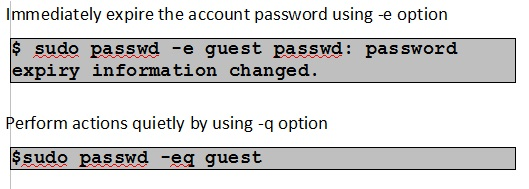 Immediately expire the account password using -e option
$ sudo passwd -e guest passwd: password
expiry information changed.
Perform actions quietly by using -q option
$sudo passwd -eq guest